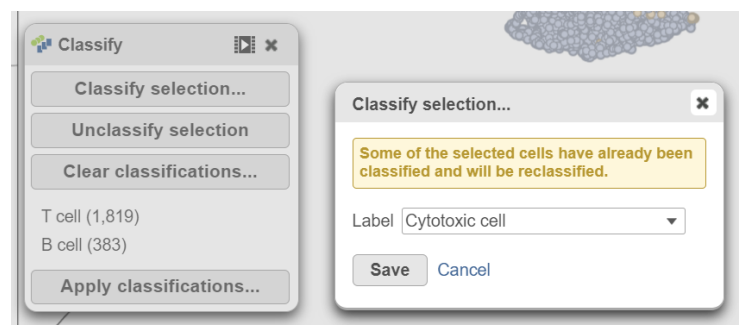 Classify
Classify selection...
Unclassify selection
Clear classifications...
T cell (1,819)
B cell (383)
Apply classifications...
Classify selection...
Some of the selected cells have already been
classified and will be reclassified.
Label Cytotoxic cell
Save Cancel